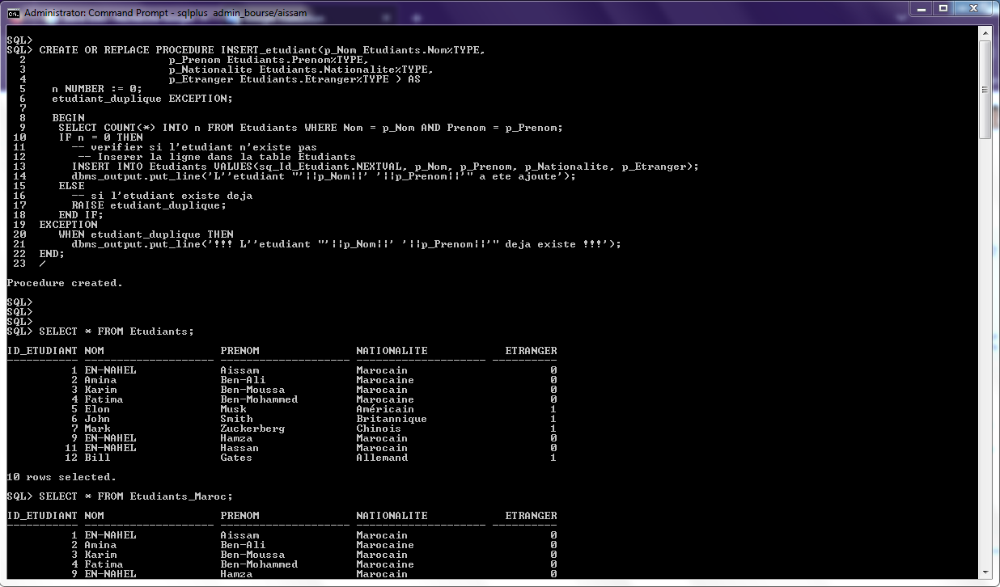 Administrator: Command Prompt - sqlplus  admin_bourse/aissam
SQL>
SQL> CREATE OR REPLACE PROCEDURE INSERT_etudiant(p_Nom Etudiants.Nom%TYPE,
  2                      p_Prenom Etudiants.Prenom%TYPE,
  3                      p_Nationalite Etudiants.Nationalite%TYPE,
  4                      p_Etranger Etudiants.Etranger%TYPE ) AS
  5    n NUMBER := 0;
  6    etudiant_duplique EXCEPTION;
  7
  8    BEGIN
  9     SELECT COUNT(*) INTO n FROM Etudiants WHERE Nom = p_Nom AND Prenom = p_Prenom;
 10     IF n = 0 THEN
 11       -- verifier si l'etudiant n'existe pas
 12        -- Inserer la ligne dans la table Etudiants
 13       INSERT INTO Etudiants VALUES(sq_Id_Etudiant.NEXTVAL, p_Nom, p_Prenom, p_Nationalite, p_Etranger);
 14       dbms_output.put_line('L''etudiant "'||p_Nom||' '||p_Prenom||'" a ete ajoute');
 15     ELSE
 16       -- si l'etudiant existe deja
 17       RAISE etudiant_duplique;
 18     END IF;
 19  EXCEPTION
 20     WHEN etudiant_duplique THEN
 21       dbms_output.put_line('!!! L''etudiant "'||p_Nom||' '||p_Prenom||'" deja existe !!!');
 22  END;
 23  /
Procedure created.
SQL>
SQL>
SQL>
SQL> SELECT * FROM Etudiants;
ID_ETUDIANT NOM                  PRENOM               NATIONALITE            ETRANGER
----------- -------------------- -------------------- -------------------- ----------
          1 EN-NAHEL             Aissam               Marocain                      0
          2 Amina                Ben-Ali              Marocaine                     0
          3 Karim                Ben-Moussa           Marocain                      0
          4 Fatima               Ben-Mohammed         Marocaine                     0
          5 Elon                 Musk                 Américain                     1
          6 John                 Smith                Britannique                   1
          7 Mark                 Zuckerberg           Chinois                       1
          9 EN-NAHEL             Hamza                Marocain                      0
         11 EN-NAHEL             Hassan               Marocain                      0
         12 Bill                 Gates                Allemand                      1
10 rows selected.
SQL> SELECT * FROM Etudiants_Maroc;
ID_ETUDIANT NOM                  PRENOM               NATIONALITE            ETRANGER
----------- -------------------- -------------------- -------------------- ----------
          1 EN-NAHEL             Aissam               Marocain                      0
          2 Amina                Ben-Ali              Marocaine                     0
          3 Karim                Ben-Moussa           Marocain                      0
          4 Fatima               Ben-Mohammed         Marocaine                     0
          9 EN-NAHEL             Hamza                Marocain                      0